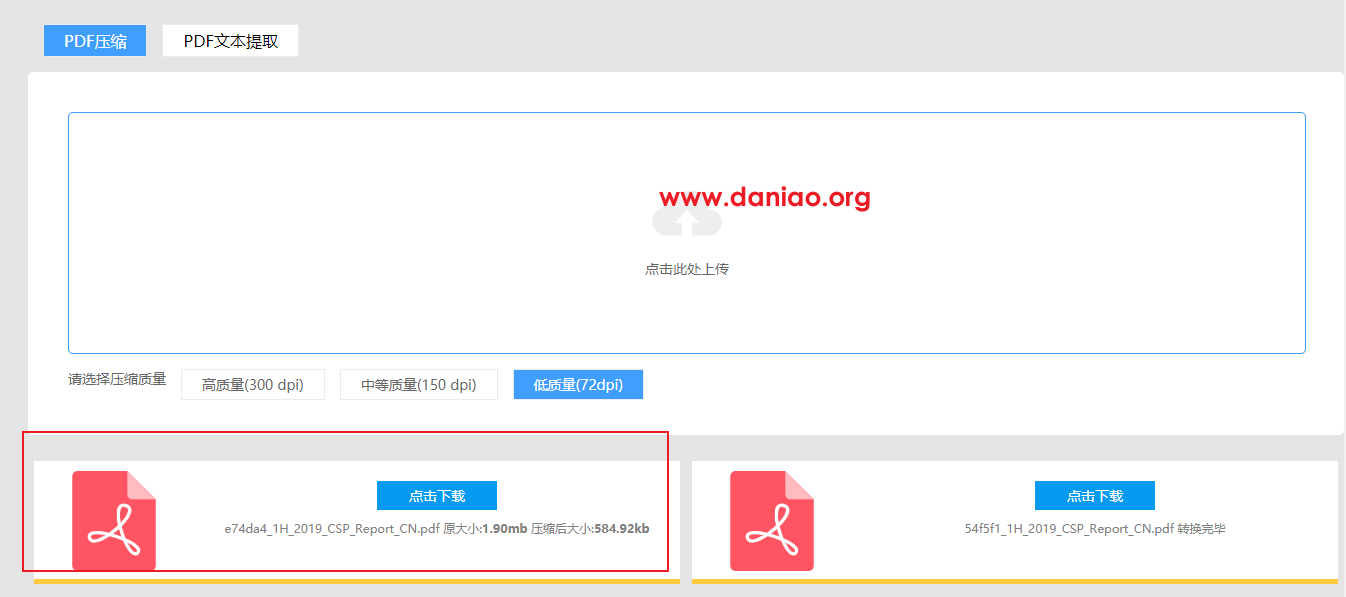 PDF压缩 PDF文本提取
www.daniao.org
点击此处上传
请选择压缩质量 高质量(300 dpi) 中等质量(150 dpi) 低质量(72dpi)
点击下载
e74da4_1H_2019_CSP_Report_CN.pdf 原大小:1.90mb 压缩后大小:584.92kb
点击下载
54f5f1_1H_2019_CSP_Report_CN.pdf 转换完毕